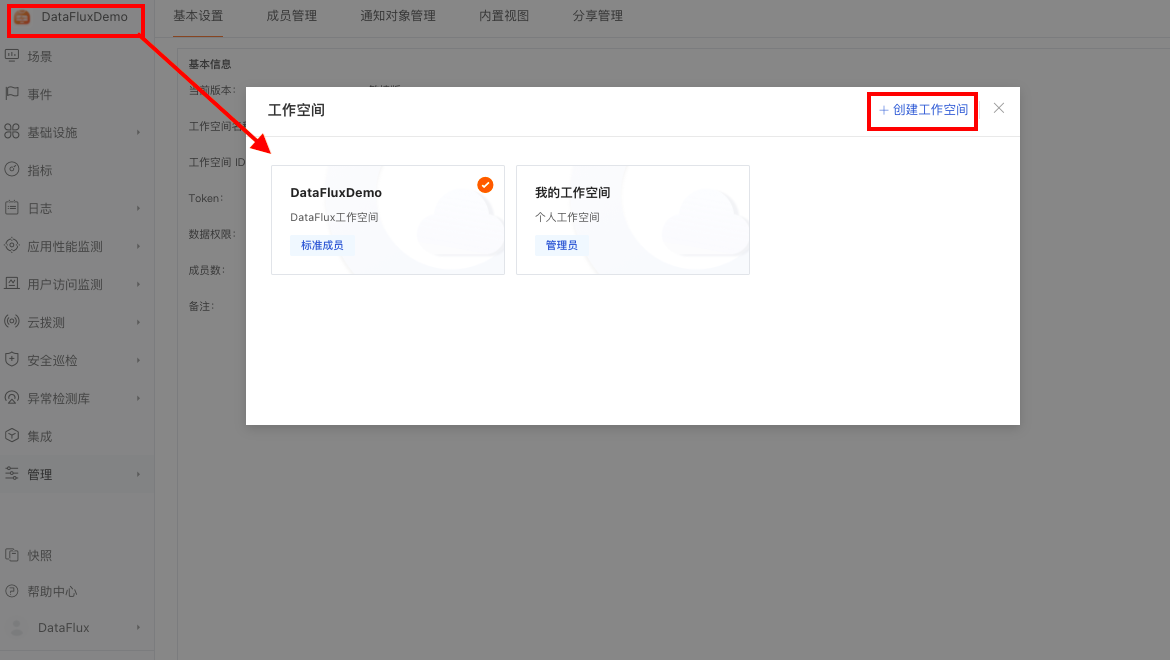 DataFluxDemo
基本设置
成员管理
通知对象管理
内置视图
分享管理
场景
事件
基础设施
指标
日志
应用性能监测
用户访问监测
云拨测
安全巡检
异常检测库
集成
管理
快照
帮助中心
DataFlux
基本信息
当前版本:
工作空间名
工作空间 ID
Token:
数据权限:
成员数:
备注:
工作空间
+ 创建工作空间
DataFluxDemo
DataFlux工作空间
标准成员
我的工作空间
个人工作空间
管理员